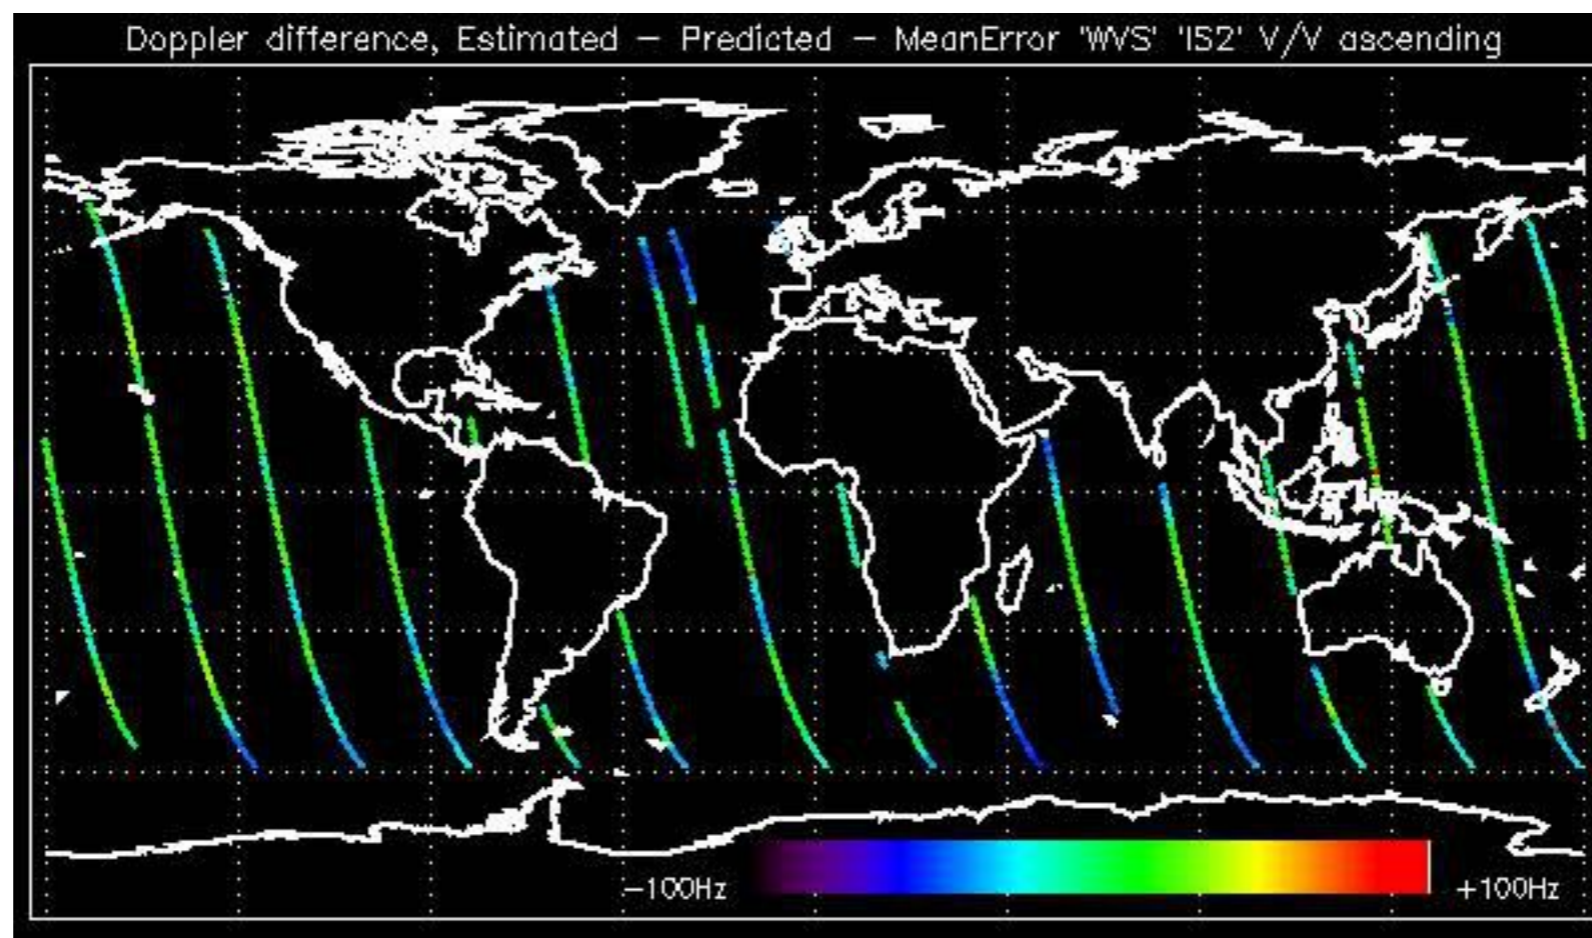 Doppler difference, Estimated - Predicted - MeanError 'WVS' 'IS2' V/V ascending
-100Hz +100Hz